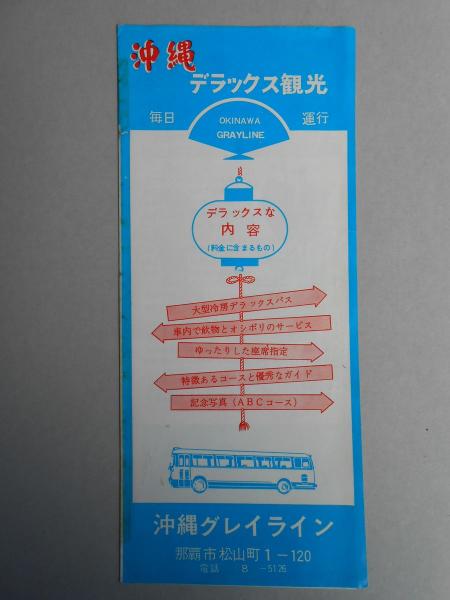 沖縄
デラックス観光
毎日 運行
OKINAWA
GRAYLINE
デラックスな
内容
(料金に含まるもの)
大型冷房デラックスバス
車内で飲物とオシボリのサービス
ゆったりした座席指定
特徴あるコースと優秀なガイド
記念写真(ABCコース)
沖縄グレイライン
那覇市松山町1-120
電話 8 -5126